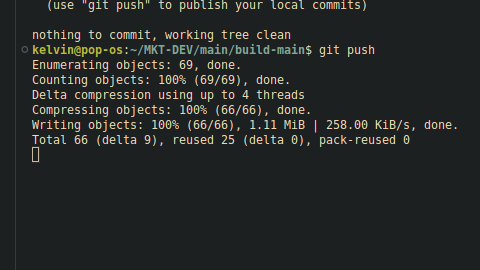 (use "git push" to publish your local commits)
nothing to commit, working tree clean
kelvin@pop-os:~/MKT-DEV/main/build-main$ git push
Enumerating objects: 69, done.
Counting objects: 100% (69/69), done.
Delta compression using up to 4 threads
Compressing objects: 100% (66/66), done.
Writing objects: 100% (66/66), 1.11 MiB | 258.00 KiB/s, done.
Total 66 (delta 9), reused 25 (delta 0), pack-reused 0